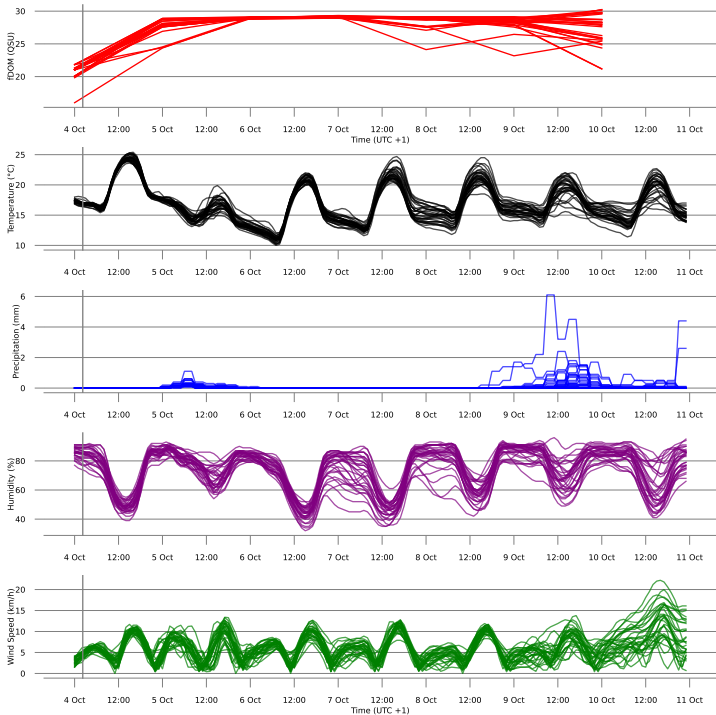 30
20
fDOM (QSU)
4 Oct 12:00 5 Oct 12:00 6 Oct 12:00 7 Oct 12:00 8 Oct 12:00 9 Oct 12:00 10 Oct 12:00 11 Oct
Time (UTC +1)
25
20
15
10
Temperature (°C)
4 Oct 12:00 5 Oct 12:00 6 Oct 12:00 7 Oct 12:00 8 Oct 12:00 9 Oct 12:00 10 Oct 12:00 11 Oct
6
4
2
0
Precipitation (mm)
4 Oct 12:00 5 Oct 12:00 6 Oct 12:00 7 Oct 12:00 8 Oct 12:00 9 Oct 12:00 10 Oct 12:00 11 Oct
80
60
40
Humidity (%)
4 Oct 12:00 5 Oct 12:00 6 Oct 12:00 7 Oct 12:00 8 Oct 12:00 9 Oct 12:00 10 Oct 12:00 11 Oct
20
15
10
5
0
Wind Speed (km/h)
4 Oct 12:00 5 Oct 12:00 6 Oct 12:00 7 Oct 12:00 8 Oct 12:00 9 Oct 12:00 10 Oct 12:00 11 Oct
Time (UTC +1)